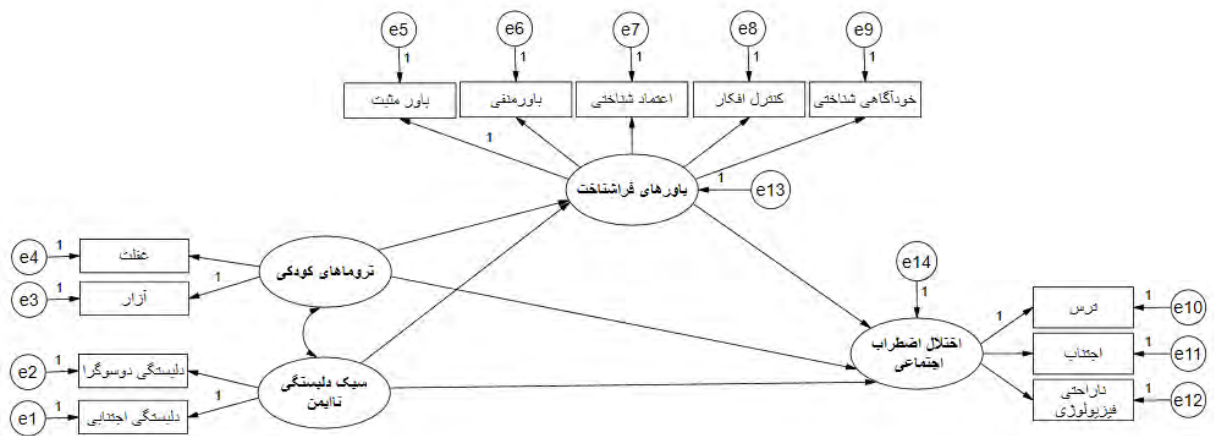 e5 e6 e7 e8 e9
1 1 1 1 1
باور مثبت
باورمنفی
اعتماد شناختی
کنترل افکار
خودآگاهی شناختی
1
باورهای فراشناخت
1
e13
e4
1
غفلت
تروماهای کودکی
e3
1
آزار
1
e14
1
e2
1
دلبستگی دوسوگرا
سبک دلبستگی
ناایمن
e1
1
دلبستگی اجتنابی
1
اختلال اضطراب
اجتماعی
1
ترس
1
e10
اجتناب
1
e11
ناراحتی
فیزیولوژی
1
e12